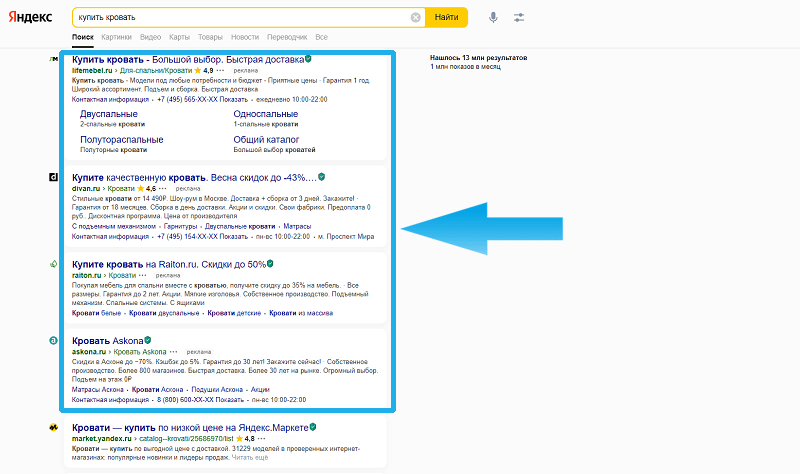 Яндекс
купить кровать
Найти
Поиск Картинки Видео Карты Товары Новости Переводчик Все
Купить кровать - Большой выбор. Быстрая доставка
lifemebel.ru › Для-спальни/Кровати 4,9 ··· реклама
Купить кровать - Модели под любые потребности и бюджет · Приятные цены · Гарантия 1 год.
Широкий ассортимент. Подъем и сборка. Быстрая доставка
Контактная информация · +7 (495) 565-XX-XX Показать · ежедневно 10:00-22:00
Двуспальные
2-спальные кровати
Односпальные
1-спальные кровати
Полутораспальные
Полуторные кровати
Общий каталог
Большой выбор кроватей
Купите качественную кровать. Весна скидок до -43%....
divan.ru › Кровати 4,6 ··· реклама
Стильные кровати от 14 490₽. Шоу-рум в Москве. Доставка + сборка от 3 дней. Закажите! ·
Гарантия от 18 месяцев. Сборка в день доставки. Акции и скидки. Свои фабрики. Предоплата 0
руб.. Дисконтная программа. Цена от производителя
С подъемным механизмом · Гарнитуры · Двуспальные кровати · Матрасы
Контактная информация · +7 (495) 154-XX-XX Показать · пн-вс 10:00-22:00 · м. Проспект Мира
Купите кровать на Raiton.ru. Скидки до 50%
raiton.ru › Кровати ··· реклама
Покупая мебель для спальни вместе с кроватью, получите скидку до 35% на мебель. · Все
размеры. Гарантия до 2 лет. Акции. Мягкие изголовья. Собственное производство. Подъемный
механизм. Спальные системы. С ящиками
Кровати белые · Кровати двуспальные · Кровати детские · Кровати из массива
Кровать Askona
askona.ru › Кровать Askona ··· реклама
Скидки в Асконе до −70%. Кэшбэк до 5%. Гарантия до 30 лет! Закажите сейчас! · Собственное
производство. Более 800 магазинов. Быстрая доставка. Более 30 лет на рынке. Огромный выбор.
Подъем на этаж 0₽
Матрасы Аскона · Кровати Аскона · Подушки Аскона · Акции
Контактная информация · 8 (800) 600-XX-XX Показать · пн-вс 10:00-22:00
Кровати — купить по низкой цене на Яндекс.Маркете
market.yandex.ru › catalog--krovati/25686970/list 4,8 ···
Кровати — купить по выгодной цене с доставкой. 31229 моделей в проверенных интернет-
магазинах: популярные новинки и лидеры продаж. Читать ещё
Нашлось 13 млн результатов
1 млн показов в месяц